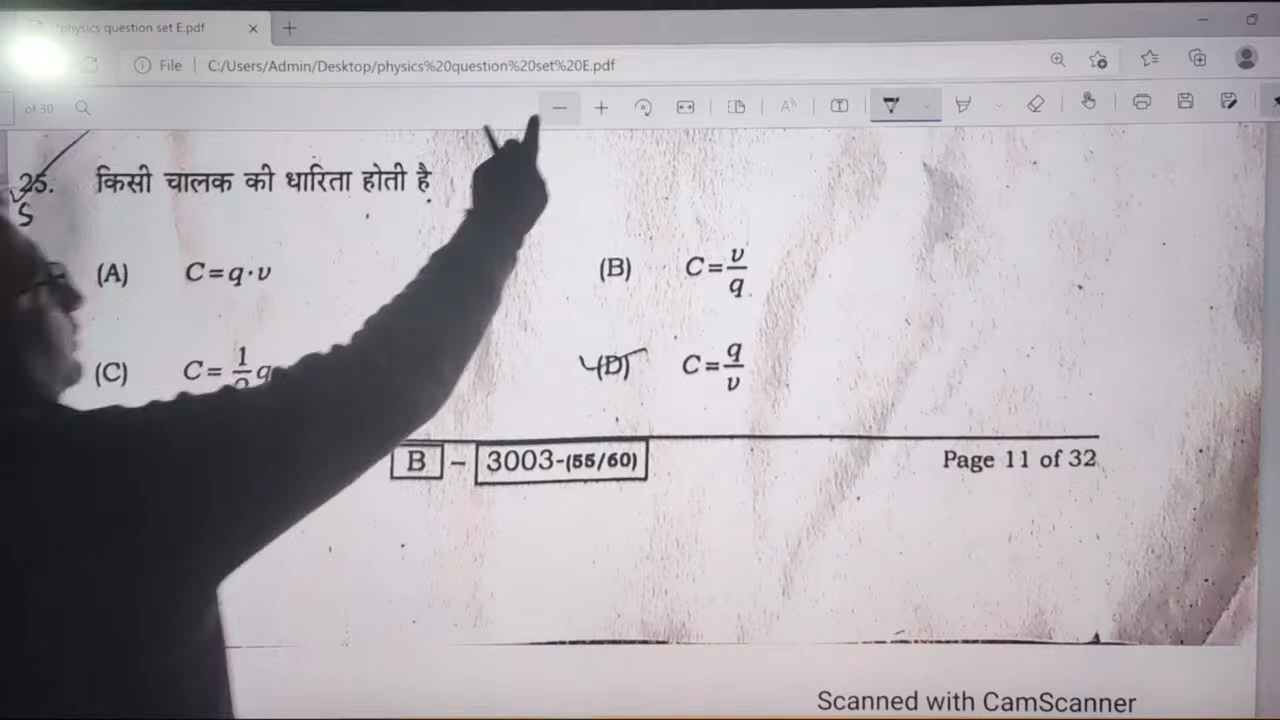 physics question set E.pdf
File | C:/Users/Admin/Desktop/physics%20question%20set%20E.pdf
of 30
25. किसी चालक की धारिता होती है
(A) C=q·v (B) C=v/q
(C) C= (D) C=q/v
B – 3003-(55/60) Page 11 of 32
Scanned with CamScanner